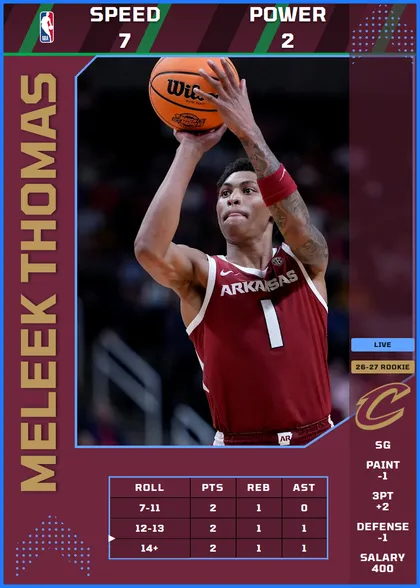 SPEED
7
POWER
2
NBA
MELEEK THOMAS
Wilson
ARKANSAS
1
AR
LIVE
26-27 ROOKIE
C
SG
PAINT
-1
3PT
+2
DEFENSE
-1
SALARY
400
ROLL PTS REB AST
7-11 2 1 0
12-13 2 1 1
14+ 2 1 1